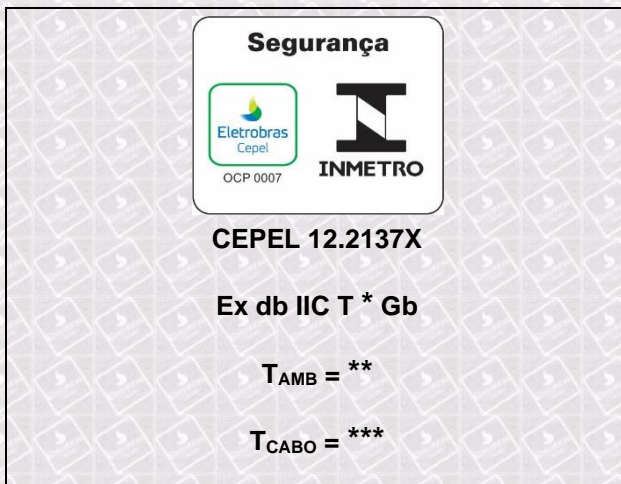 Segurança
Eletrobras
Cepel
OCP 0007
INMETRO
CEPEL 12.2137X
Ex db IIC T * Gb
TAMB = **
TCABO = ***